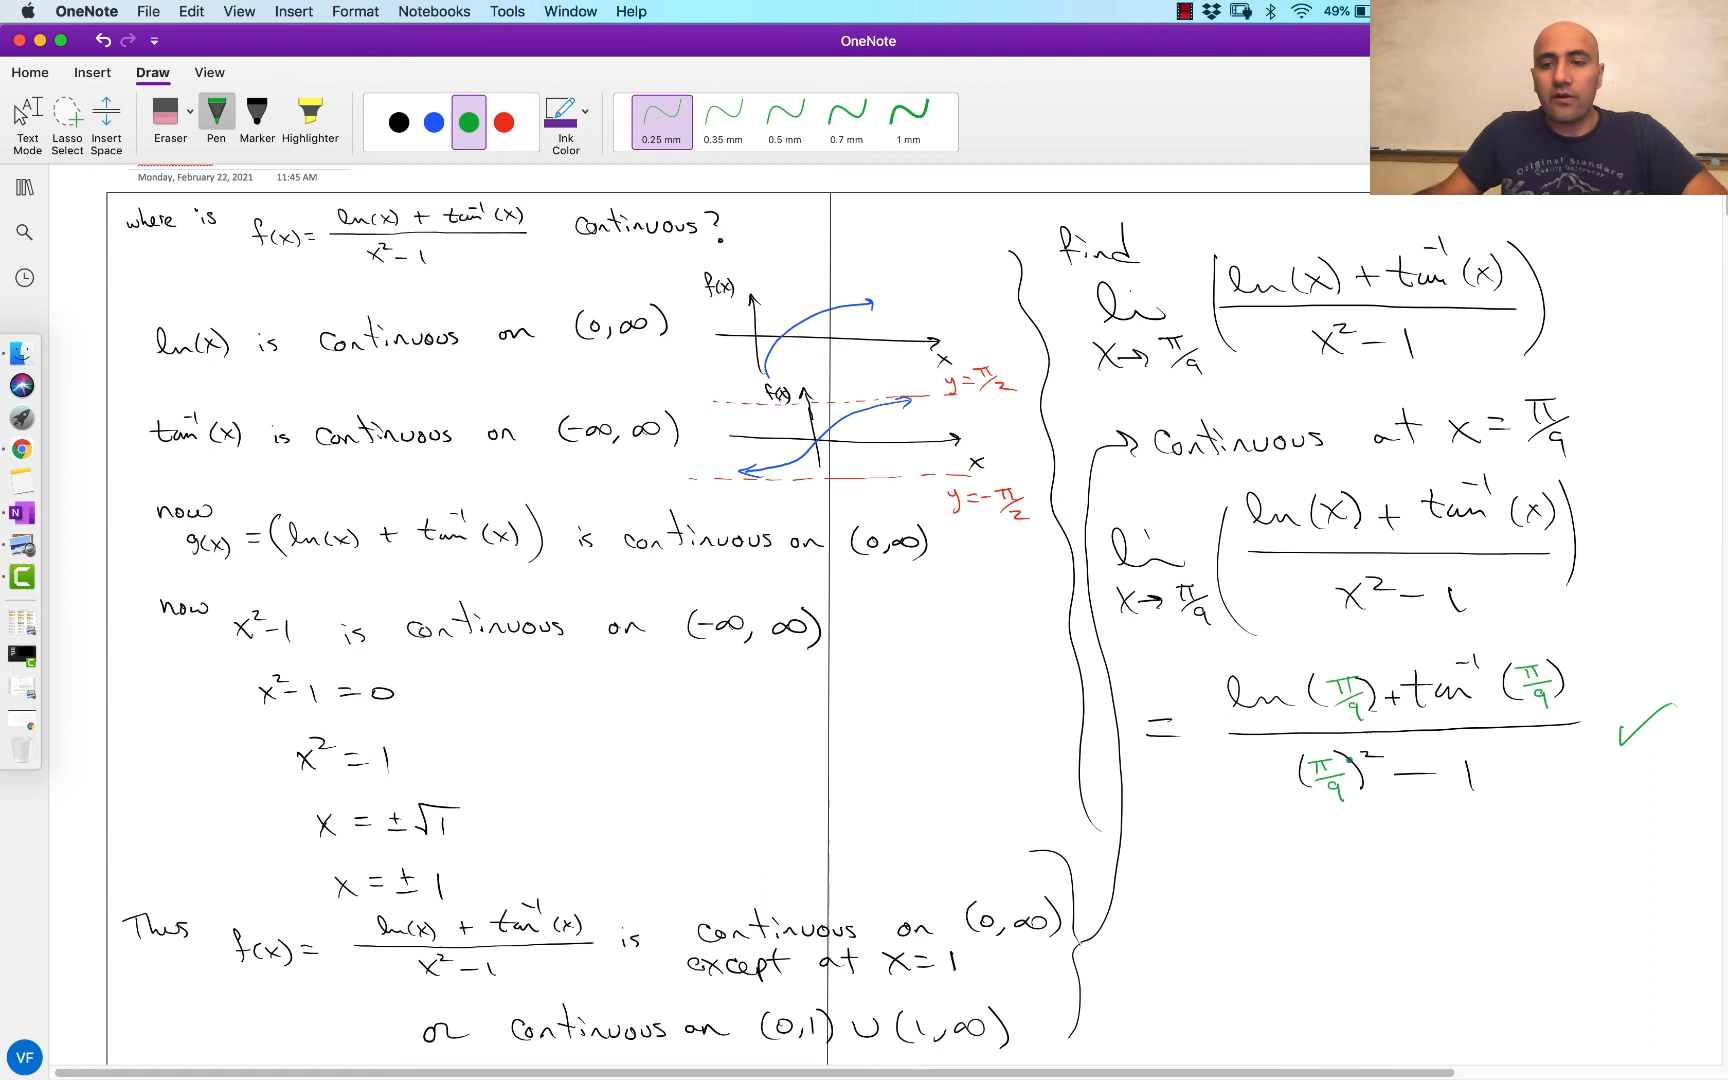 OneNote File Edit View Insert Format Notebooks Tools Window Help 49%
OneNote
Home Insert Draw View
Text Mode Lasso Select Insert Space Eraser Pen Marker Highlighter Ink Color 0.25 mm 0.35 mm 0.5 mm 0.7 mm 1 mm
Original Standard
Monday, February 22, 2021 11:45 AM
where is f(x) = (ln(x) + tan⁻¹(x)) / (x² - 1) continuous?
ln(x) is continuous on (0, ∞)
f(x)
x
tan⁻¹(x) is continuous on (-∞, ∞)
f(x)
y = π/2
x
y = -π/2
now g(x) = (ln(x) + tan⁻¹(x)) is continuous on (0, ∞)
now x² - 1 is continuous on (-∞, ∞)
x² - 1 = 0
x² = 1
x = ± √1
x = ± 1
Thus f(x) = (ln(x) + tan⁻¹(x)) / (x² - 1) is continuous on (0, ∞)
except at x = 1
or continuous on (0,1) ∪ (1, ∞)
find
lim x→π/9 ((ln(x) + tan⁻¹(x)) / (x² - 1))
→ continuous at x = π/9
lim x→π/9 ((ln(x) + tan⁻¹(x)) / (x² - 1))
= (ln(π/9) + tan⁻¹(π/9)) / ((π/9)² - 1) ✓
VF